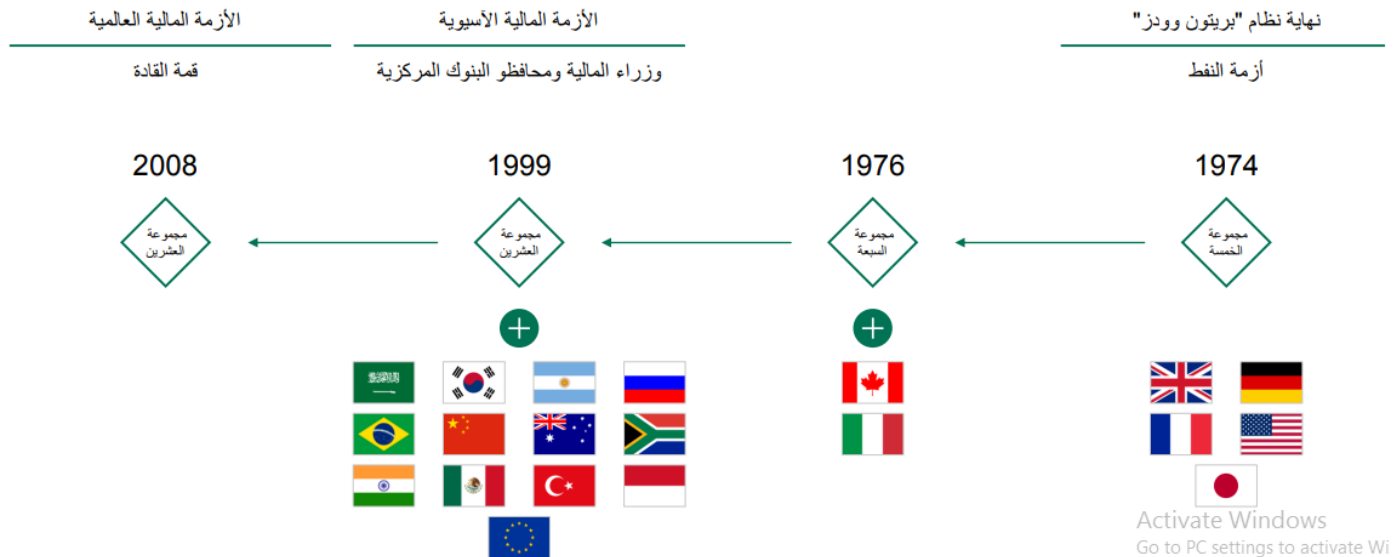 نهاية نظام "بريتون وودز"
أزمة النفط
الأزمة المالية الآسيوية
وزراء المالية ومحافظو البنوك المركزية
الأزمة المالية العالمية
قمة القادة
1974
1976
1999
2008
مجموعة
الخمسة
مجموعة
السبعة
مجموعة
العشرين
مجموعة
العشرين
Activate Windows
Go to PC settings to activate Wi